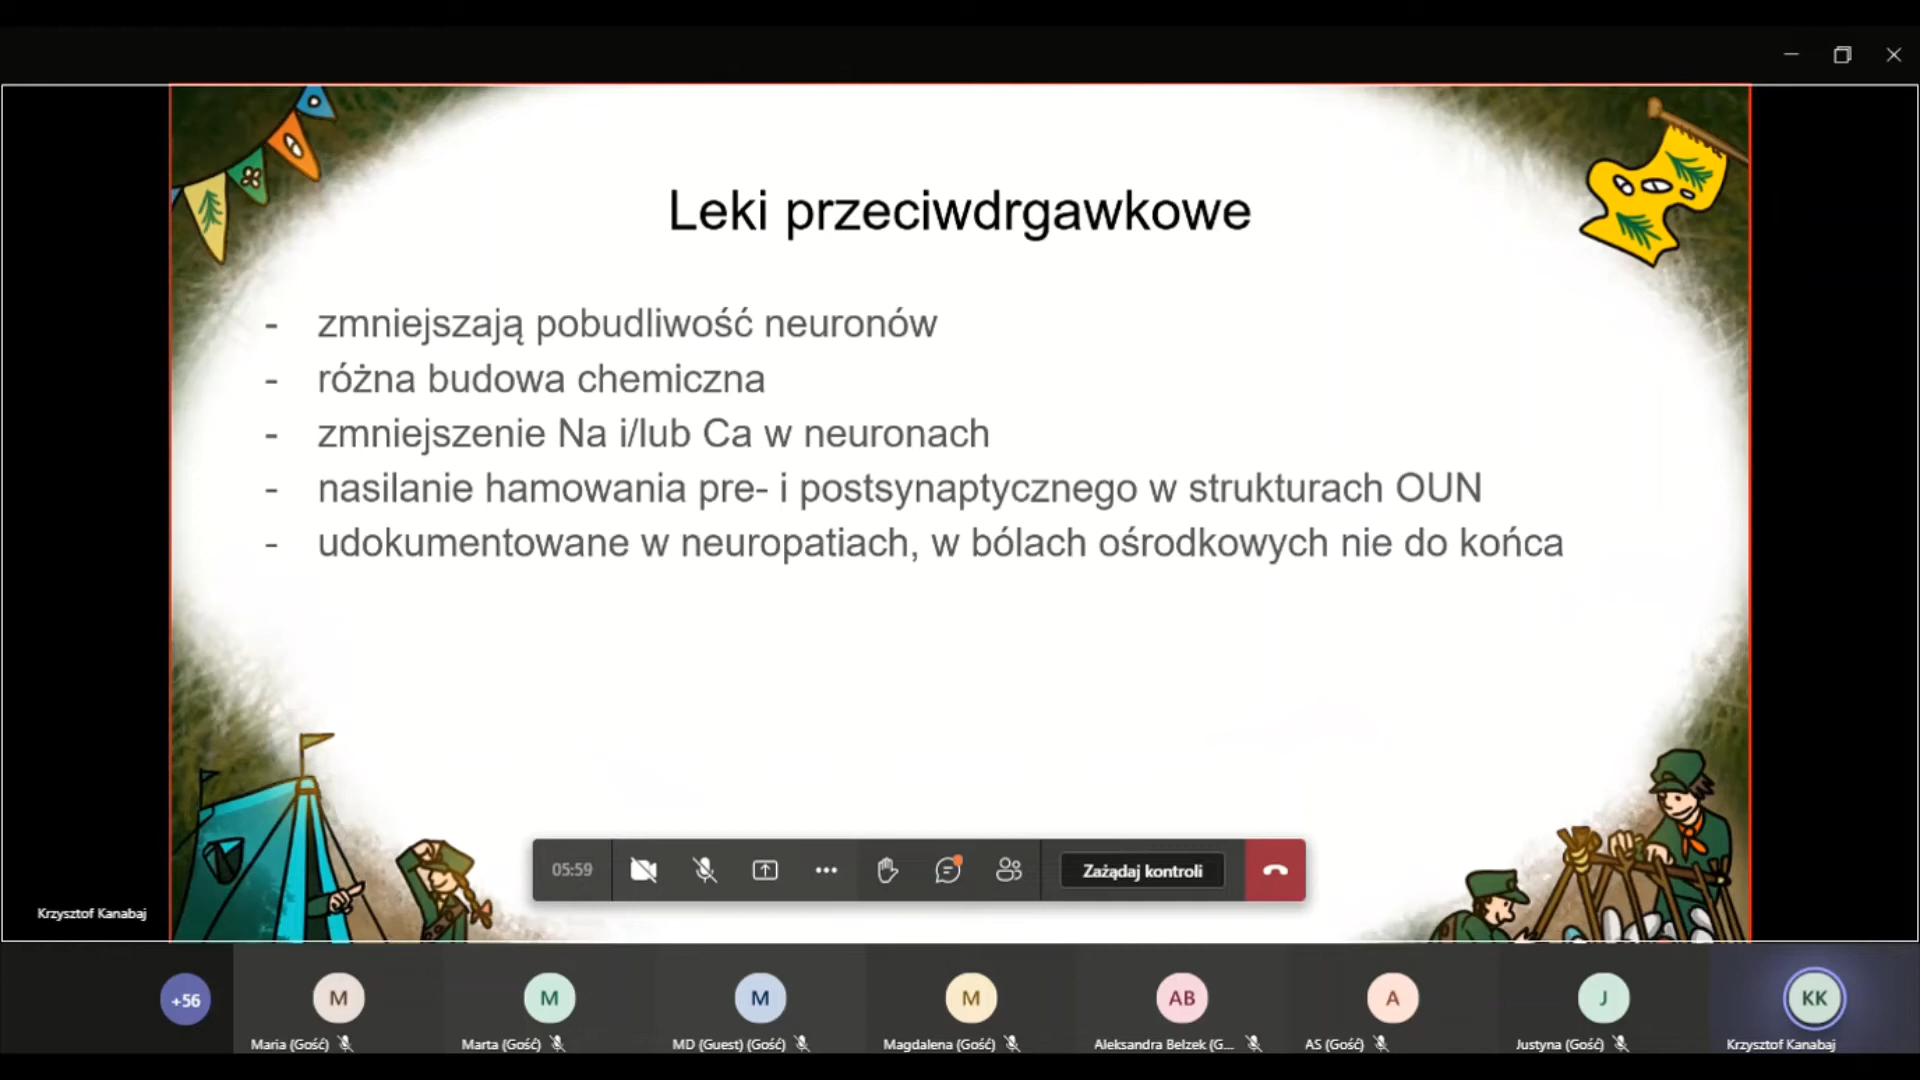 Leki przeciwdrgawkowe
- zmniejszają pobudliwość neuronów
- różna budowa chemiczna
- zmniejszenie Na i/lub Ca w neuronach
- nasilanie hamowania pre- i postsynaptycznego w strukturach OUN
- udokumentowane w neuropatiach, w bólach ośrodkowych nie do końca
05:59
Zażądaj kontroli
Krzysztof Kanabaj
+56
M
M
M
M
AB
A
J
KK
Maria (Gość)
Marta (Gość)
MD (Guest) (Gość)
Magdalena (Gość)
Aleksandra Belzek (G...
AS (Gość)
Justyna (Gość)
Krzysztof Kanabaj